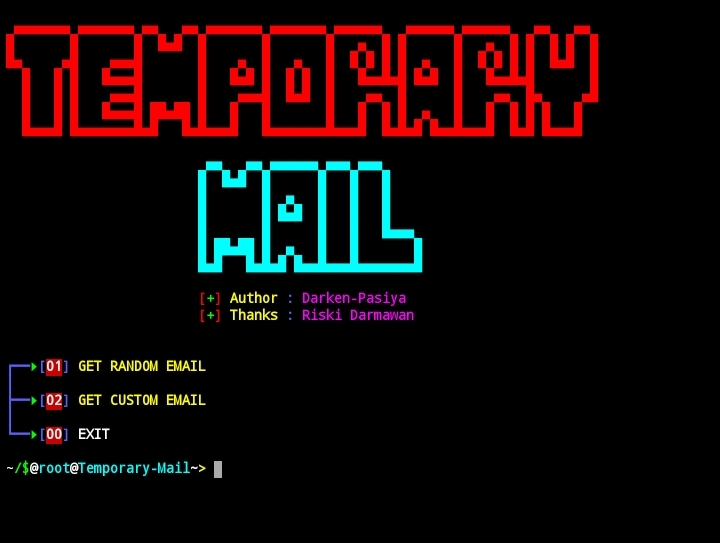 TEMPORARY
MAIL
[+] Author : Darken-Pasiya
[+] Thanks : Riski Darmawan
[01] GET RANDOM EMAIL
[02] GET CUSTOM EMAIL
[00] EXIT
~/$@root@Temporary-Mail~>